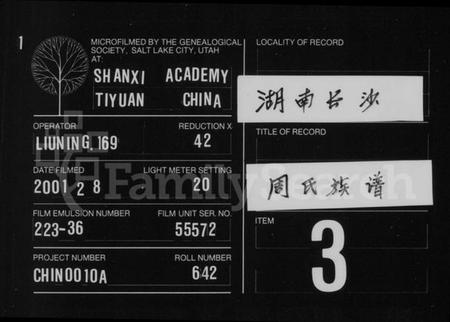 1
MICROFILMED BY THE GENEALOGICAL
SOCIETY, SALT LAKE CITY, UTAH
AT:
SHANXI ACADEMY
TIYUAN CHINA
OPERATOR REDUCTION X
LIUNING.169 42
DATE FILMED LIGHT METER SETTING
2001 2 8 20
FILM EMULSION NUMBER FILM UNIT SER. NO.
223-36 55572
PROJECT NUMBER ROLL NUMBER
CHIN0010A 642
LOCALITY OF RECORD
湖南长沙
TITLE OF RECORD
周氏族谱
ITEM
3
FamilySearch